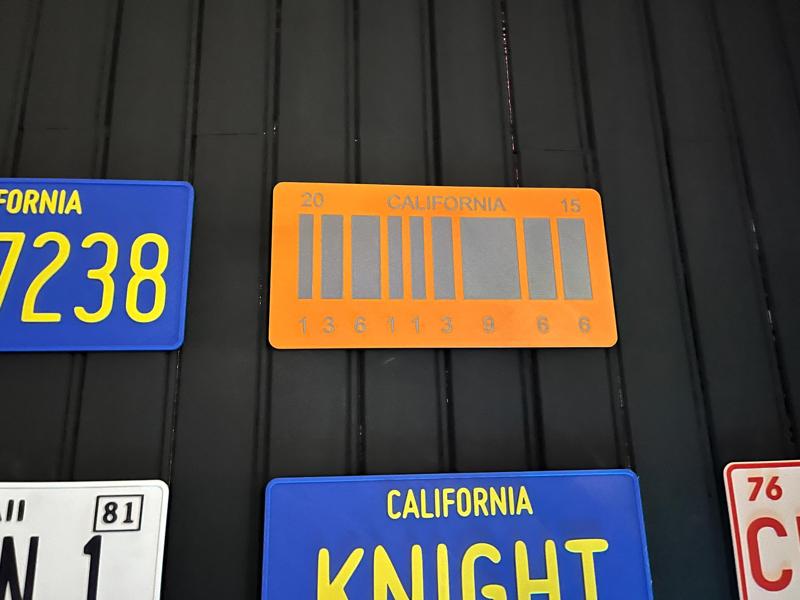 FORNIA
7238
20 CALIFORNIA 15
1 3 6 1 1 3 9 6 6
81
1
CALIFORNIA
KNIGHT
76
C